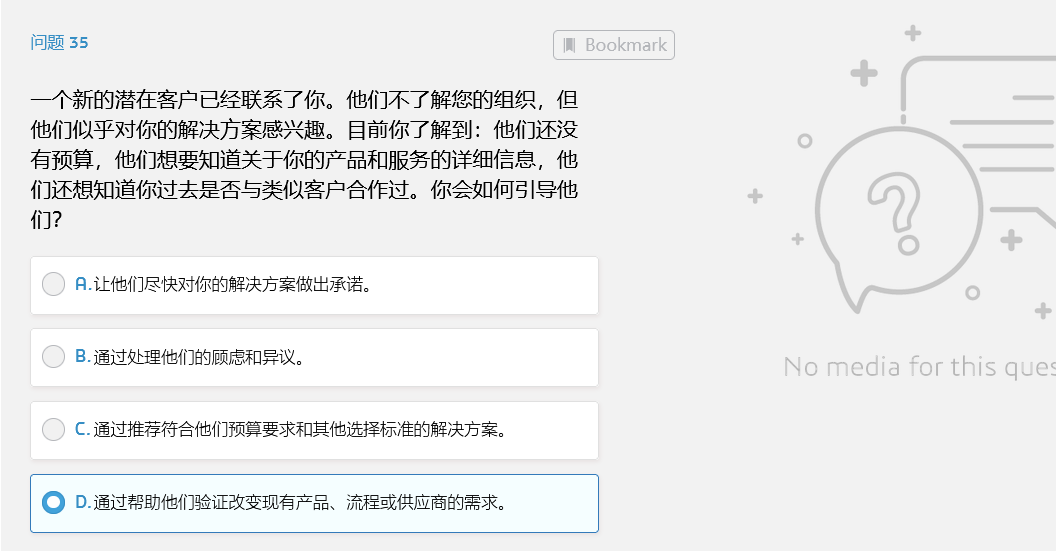 问题 35
Bookmark
一个新的潜在客户已经联系了你。他们不了解您的组织，但
他们似乎对你的解决方案感兴趣。目前你了解到：他们还没
有预算，他们想要知道关于你的产品和服务的详细信息，他
们还想知道你过去是否与类似客户合作过。你会如何引导他
们？
A.让他们尽快对你的解决方案做出承诺。
B.通过处理他们的顾虑和异议。
C.通过推荐符合他们预算要求和其他选择标准的解决方案。
D.通过帮助他们验证改变现有产品、流程或供应商的需求。
No media for this ques